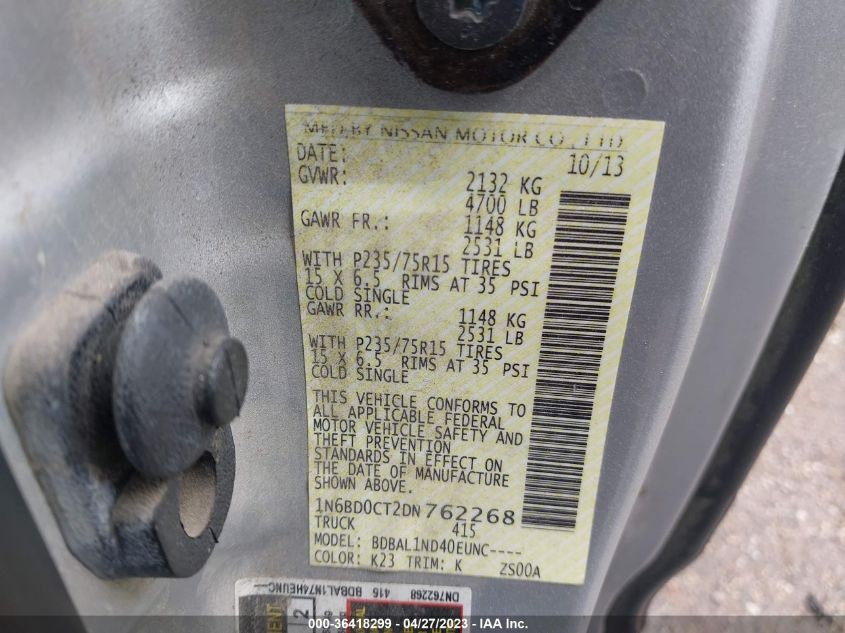 MFD BY NISSAN MOTOR CO., LTD
DATE: 10/13
GVWR: 2132 KG
4700 LB
GAWR FR.: 1148 KG
2531 LB
WITH P235/75R15 TIRES
15 X 6.5 RIMS AT 35 PSI
COLD SINGLE
GAWR RR.: 1148 KG
2531 LB
WITH P235/75R15 TIRES
15 X 6.5 RIMS AT 35 PSI
COLD SINGLE
THIS VEHICLE CONFORMS TO
ALL APPLICABLE FEDERAL
MOTOR VEHICLE SAFETY AND
THEFT PREVENTION
STANDARDS IN EFFECT ON
THE DATE OF MANUFACTURE
SHOWN ABOVE.
1N6BD0CT2DN762268
TRUCK 415
MODEL: BDBAL1ND40EUNC----
COLOR: K23 TRIM: K ZS00A
DN762268 415 BDBAL1N74HEUNC
000-36418299 - 04/27/2023 - IAA, Inc.